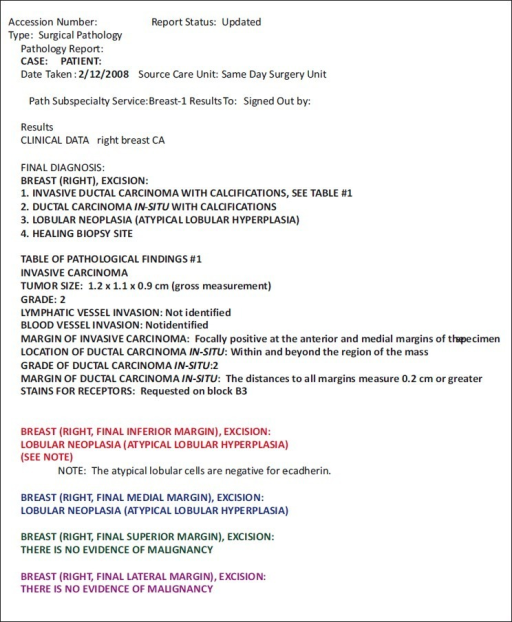 Accession Number: Report Status: Updated
Type: Surgical Pathology
Pathology Report:
CASE: PATIENT:
Date Taken : 2/12/2008 Source Care Unit: Same Day Surgery Unit
Path Subspecialty Service:Breast-1 Results To: Signed Out by:
Results
CLINICAL DATA right breast CA
FINAL DIAGNOSIS:
BREAST (RIGHT), EXCISION:
1. INVASIVE DUCTAL CARCINOMA WITH CALCIFICATIONS, SEE TABLE #1
2. DUCTAL CARCINOMA IN-SITU WITH CALCIFICATIONS
3. LOBULAR NEOPLASIA (ATYPICAL LOBULAR HYPERPLASIA)
4. HEALING BIOPSY SITE
TABLE OF PATHOLOGICAL FINDINGS #1
INVASIVE CARCINOMA
TUMOR SIZE: 1.2 x 1.1 x 0.9 cm (gross measurement)
GRADE: 2
LYMPHATIC VESSEL INVASION: Not identified
BLOOD VESSEL INVASION: Notidentified
MARGIN OF INVASIVE CARCINOMA: Focally positive at the anterior and medial margins of the specimen
LOCATION OF DUCTAL CARCINOMA IN-SITU: Within and beyond the region of the mass
GRADE OF DUCTAL CARCINOMA IN-SITU:2
MARGIN OF DUCTAL CARCINOMA IN-SITU: The distances to all margins measure 0.2 cm or greater
STAINS FOR RECEPTORS: Requested on block B3
BREAST (RIGHT, FINAL INFERIOR MARGIN), EXCISION:
LOBULAR NEOPLASIA (ATYPICAL LOBULAR HYPERPLASIA)
(SEE NOTE)
NOTE: The atypical lobular cells are negative for ecadherin.
BREAST (RIGHT, FINAL MEDIAL MARGIN), EXCISION:
LOBULAR NEOPLASIA (ATYPICAL LOBULAR HYPERPLASIA)
BREAST (RIGHT, FINAL SUPERIOR MARGIN), EXCISION:
THERE IS NO EVIDENCE OF MALIGNANCY
BREAST (RIGHT, FINAL LATERAL MARGIN), EXCISION:
THERE IS NO EVIDENCE OF MALIGNANCY